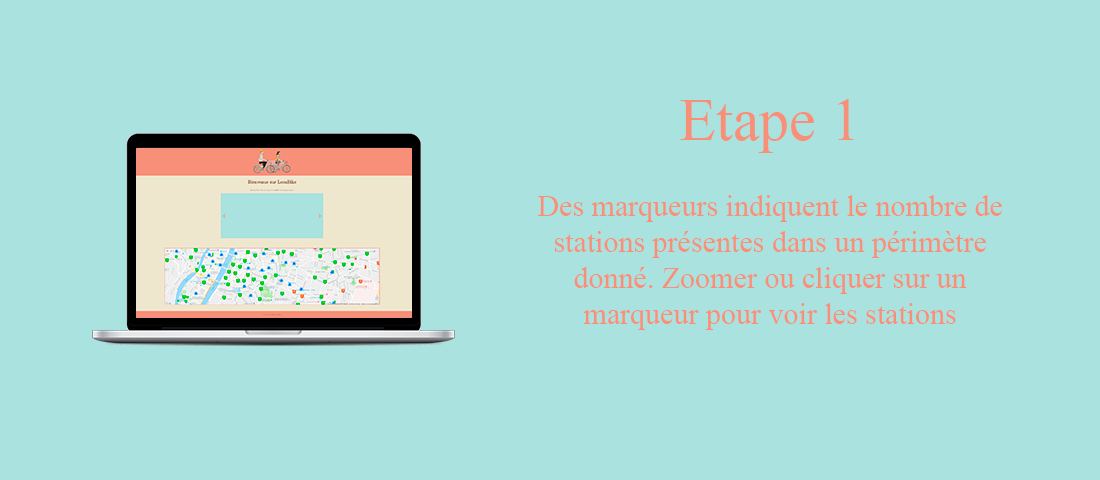 Etape 1
Des marqueurs indiquent le nombre de
stations présentes dans un périmètre
donné. Zoomer ou cliquer sur un
marqueur pour voir les stations